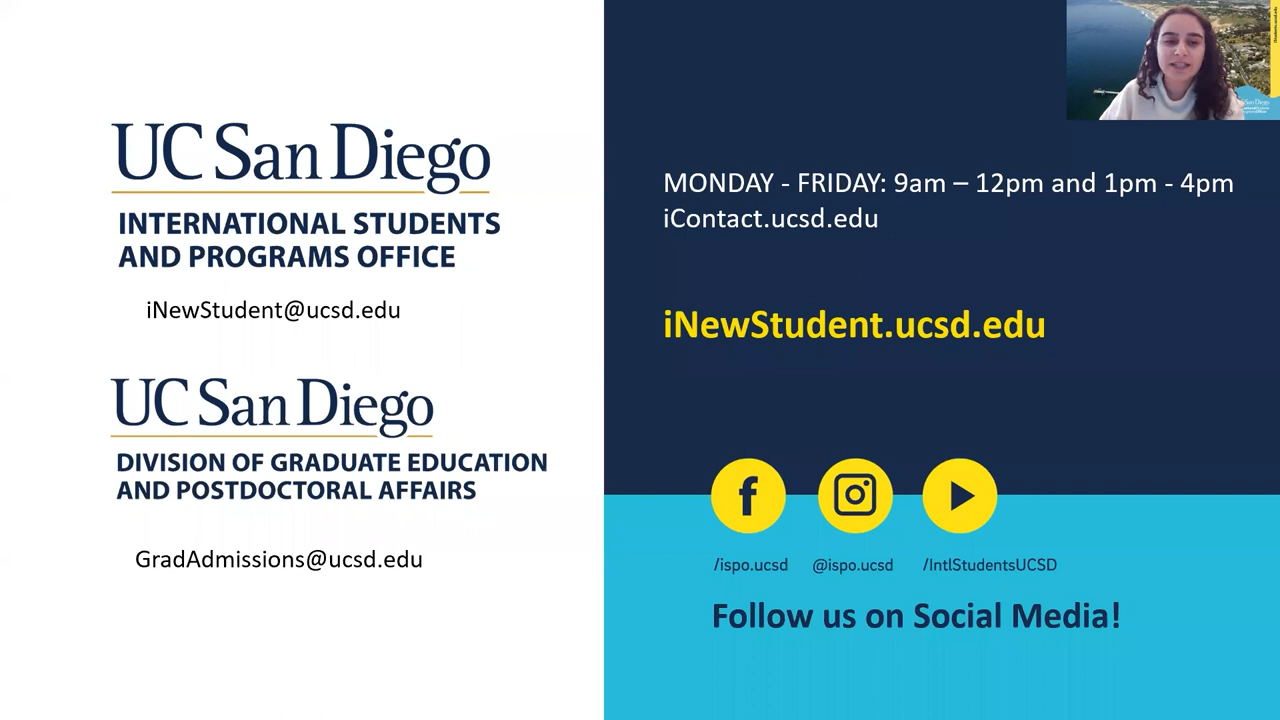 UC San Diego
INTERNATIONAL STUDENTS
AND PROGRAMS OFFICE
iNewStudent@ucsd.edu
UC San Diego
DIVISION OF GRADUATE EDUCATION
AND POSTDOCTORAL AFFAIRS
GradAdmissions@ucsd.edu
MONDAY - FRIDAY: 9am – 12pm and 1pm - 4pm
iContact.ucsd.edu
iNewStudent.ucsd.edu
/ispo.ucsd
@ispo.ucsd
/IntlStudentsUCSD
Follow us on Social Media!